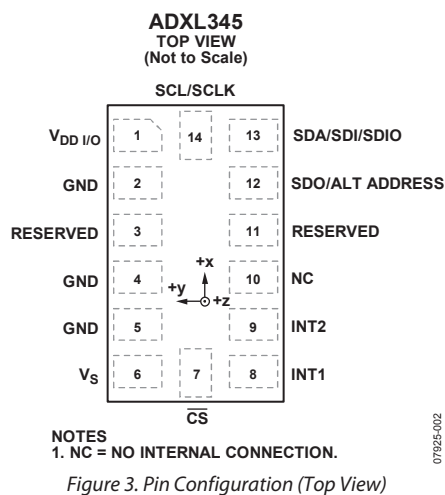 ADXL345
TOP VIEW
(Not to Scale)
SCL/SCLK
VDD I/O 1 14 13 SDA/SDI/SDIO
GND 2 12 SDO/ALT ADDRESS
RESERVED 3 11 RESERVED
+x
GND 4 +y +z 10 NC
GND 5 9 INT2
VS 6 7 8 INT1
CS
NOTES
1. NC = NO INTERNAL CONNECTION.
07925-002
Figure 3. Pin Configuration (Top View)